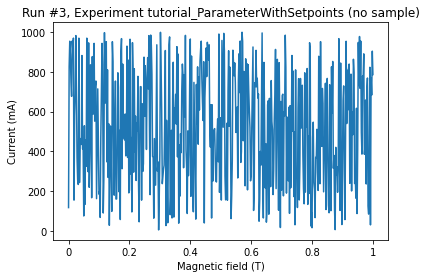 Run #3, Experiment tutorial_ParameterWithSetpoints (no sample)
1000
800
600
400
200
0
Current (mA)
0 0.2 0.4 0.6 0.8 1
Magnetic field (T)